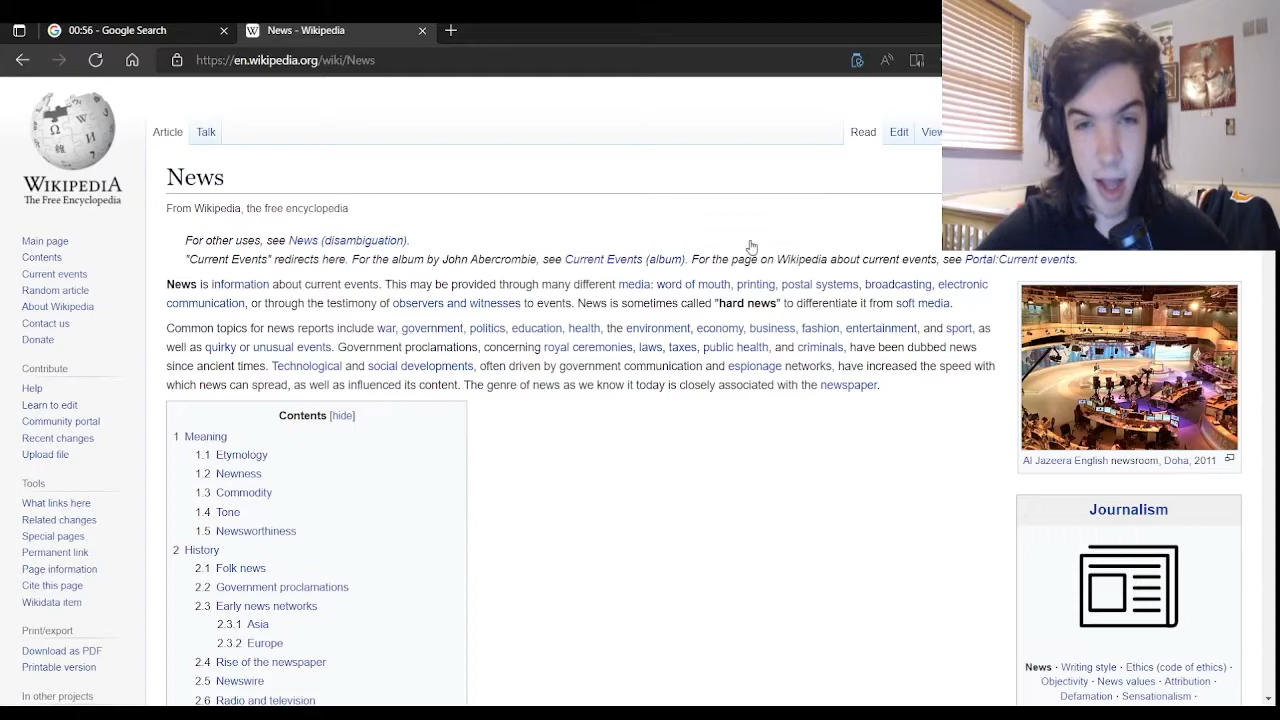 00:56 - Google Search
News - Wikipedia
https://en.wikipedia.org/wiki/News
WIKIPEDIA
The Free Encyclopedia
Main page
Contents
Current events
Random article
About Wikipedia
Contact us
Donate
Contribute
Help
Learn to edit
Community portal
Recent changes
Upload file
Tools
What links here
Related changes
Special pages
Permanent link
Page information
Cite this page
Wikidata item
Print/export
Download as PDF
Printable version
In other projects
Article Talk
Read Edit View
News
From Wikipedia, the free encyclopedia
For other uses, see News (disambiguation).
"Current Events" redirects here. For the album by John Abercrombie, see Current Events (album). For the page on Wikipedia about current events, see Portal:Current events.
News is information about current events. This may be provided through many different media: word of mouth, printing, postal systems, broadcasting, electronic
communication, or through the testimony of observers and witnesses to events. News is sometimes called "hard news" to differentiate it from soft media.
Common topics for news reports include war, government, politics, education, health, the environment, economy, business, fashion, entertainment, and sport, as
well as quirky or unusual events. Government proclamations, concerning royal ceremonies, laws, taxes, public health, and criminals, have been dubbed news
since ancient times. Technological and social developments, often driven by government communication and espionage networks, have increased the speed with
which news can spread, as well as influenced its content. The genre of news as we know it today is closely associated with the newspaper.
Contents [hide]
1 Meaning
1.1 Etymology
1.2 Newness
1.3 Commodity
1.4 Tone
1.5 Newsworthiness
2 History
2.1 Folk news
2.2 Government proclamations
2.3 Early news networks
2.3.1 Asia
2.3.2 Europe
2.4 Rise of the newspaper
2.5 Newswire
2.6 Radio and television
Al Jazeera English newsroom, Doha, 2011
Journalism
News · Writing style · Ethics (code of ethics) ·
Objectivity · News values · Attribution ·
Defamation · Sensationalism ·